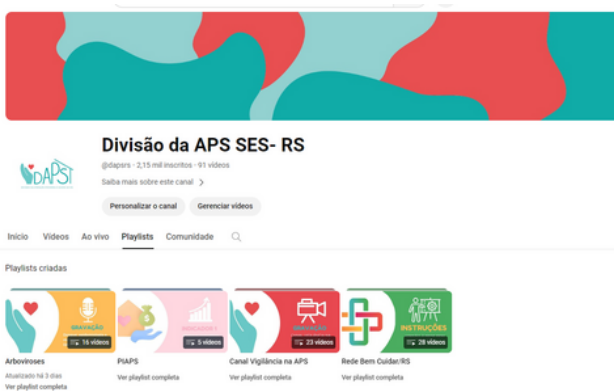 Divisão da APS SES- RS
@dapsrs · 2,15 mil inscritos · 91 vídeos
DAPS
Saiba mais sobre este canal >
Personalizar o canal Gerenciar vídeos
Início Vídeos Ao vivo Playlists Comunidade
Playlists criadas
GRAVAÇÃO INDICADOR 1 GRAVAÇÃO INSTRUÇÕES
16 vídeos 5 vídeos 23 vídeos 28 vídeos
Arboviroses PIAPS Canal Vigilância na APS Rede Bem Cuidar/RS
Atualizado há 3 dias Ver playlist completa Ver playlist completa Ver playlist completa
Ver playlist completa